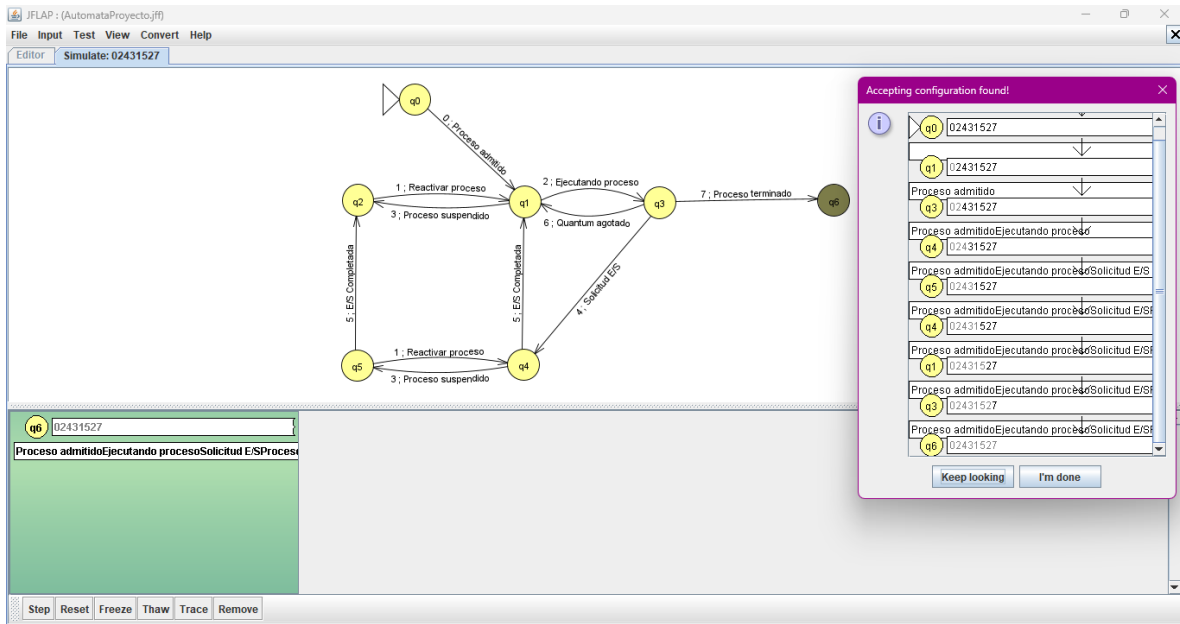 JFLAP : (AutomataProyecto.jff)
File Input Test View Convert Help
Editor Simulate: 02431527
q0
0 ; Proceso admitido
q2
1 ; Reactivar proceso
3 ; Proceso suspendido
q1
2 ; Ejecutando proceso
6 ; Quantum agotado
q3
7 ; Proceso terminado
q6
5 ; E/S Completada
5 ; E/S Completada
4 ; Solicitud E/S
q5
1 ; Reactivar proceso
3 ; Proceso suspendido
q4
Accepting configuration found!
q0 02431527
q1 02431527
Proceso admitido
q3 02431527
Proceso admitidoEjecutando proceso
q4 02431527
Proceso admitidoEjecutando procesoSolicitud E/S
q5 02431527
Proceso admitidoEjecutando procesoSolicitud E/SP
q4 02431527
Proceso admitidoEjecutando procesoSolicitud E/SP
q1 02431527
Proceso admitidoEjecutando procesoSolicitud E/SP
q3 02431527
Proceso admitidoEjecutando procesoSolicitud E/SP
q6 02431527
Keep looking I'm done
q6 02431527
Proceso admitidoEjecutando procesoSolicitud E/SProceso
Step Reset Freeze Thaw Trace Remove